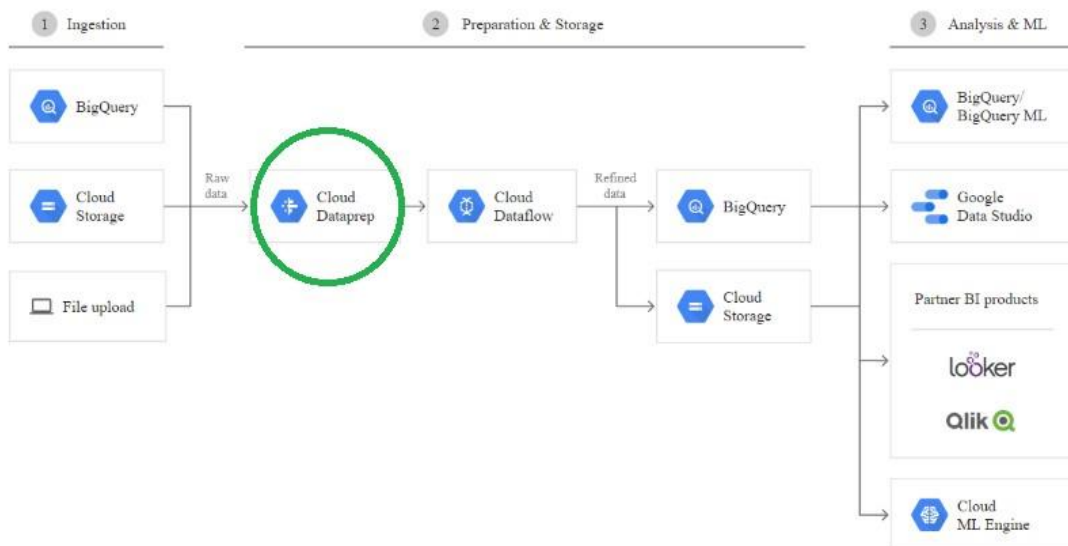 1 Ingestion
2 Preparation & Storage
3 Analysis & ML
BigQuery
Cloud
Storage
File upload
Raw
data
Cloud
Dataprep
Cloud
Dataflow
Refined
data
BigQuery
Cloud
Storage
BigQuery/
BigQuery ML
Google
Data Studio
Partner BI products
looker
Qlik
Cloud
ML Engine